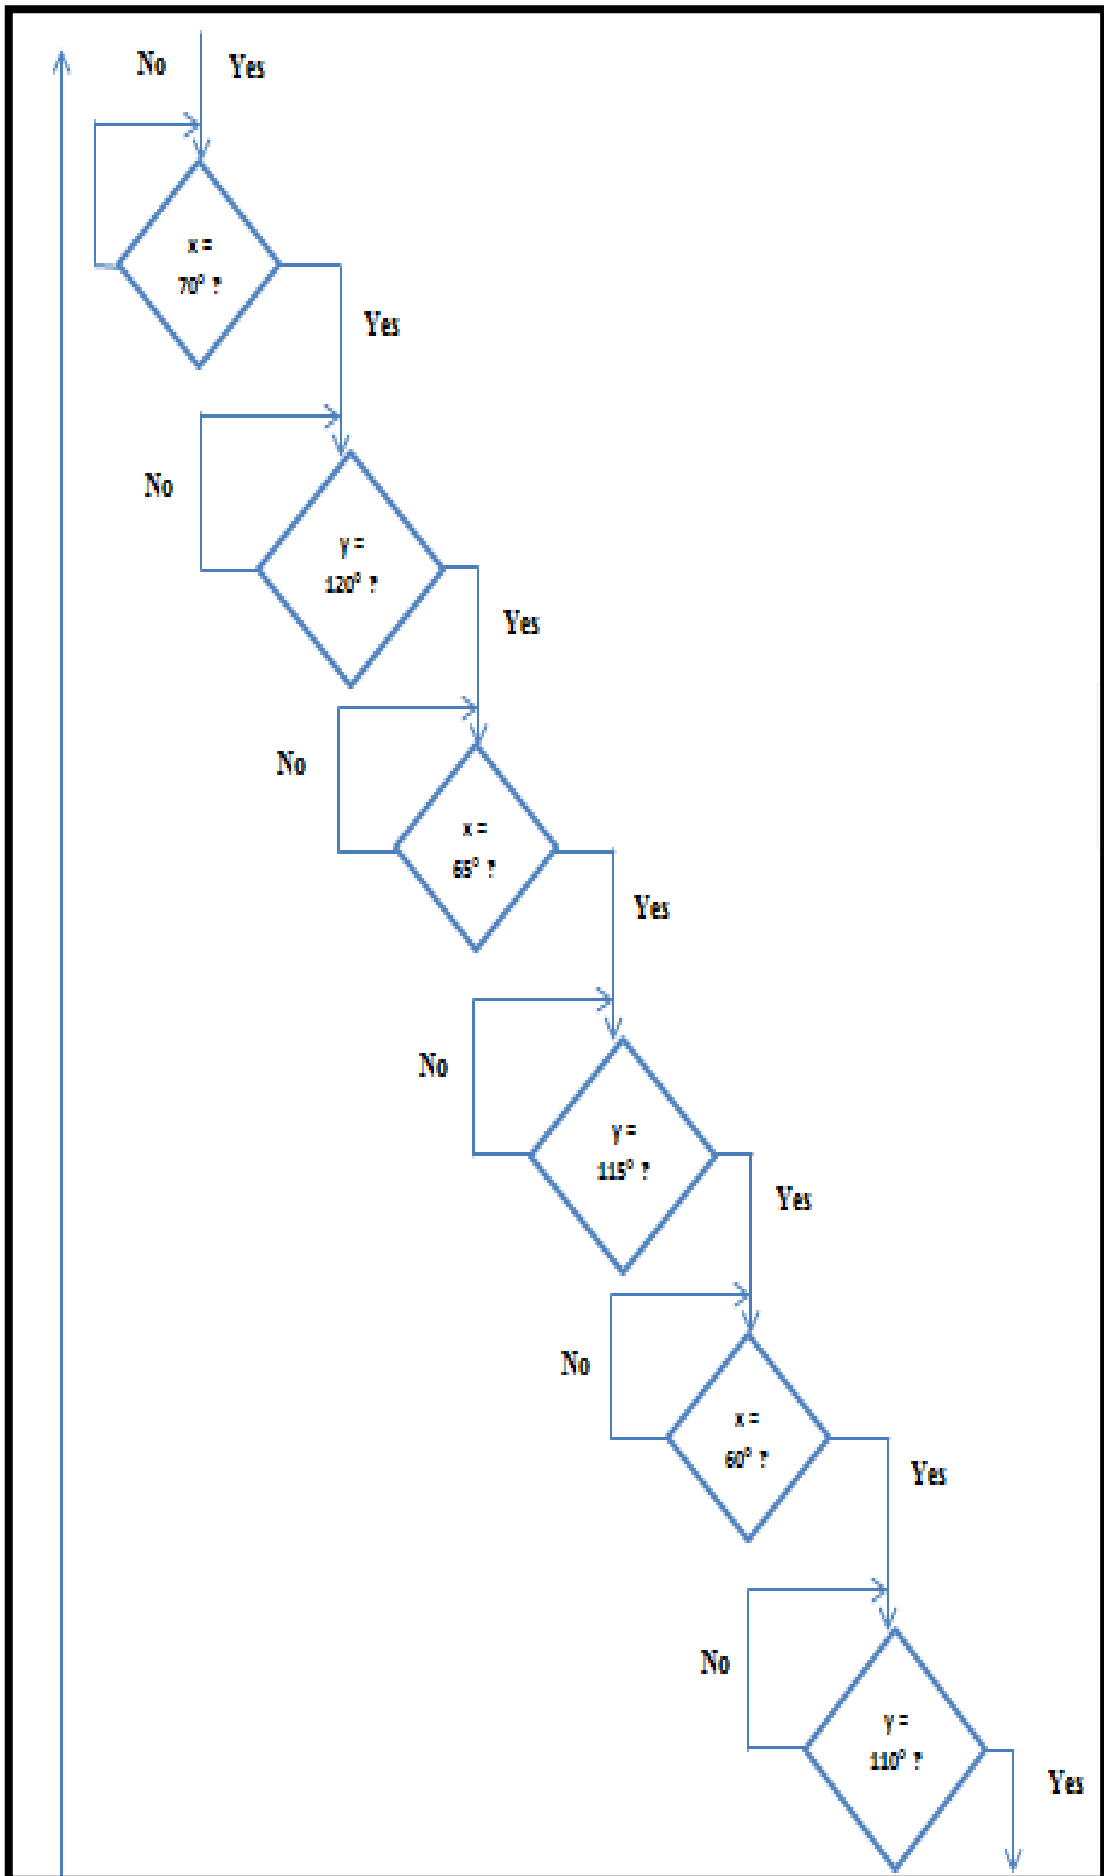 No Yes
x =
70° ?
Yes
No
y =
120° ?
Yes
No
x =
65° ?
Yes
No
y =
115° ?
Yes
No
x =
60° ?
Yes
No
y =
110° ?
Yes